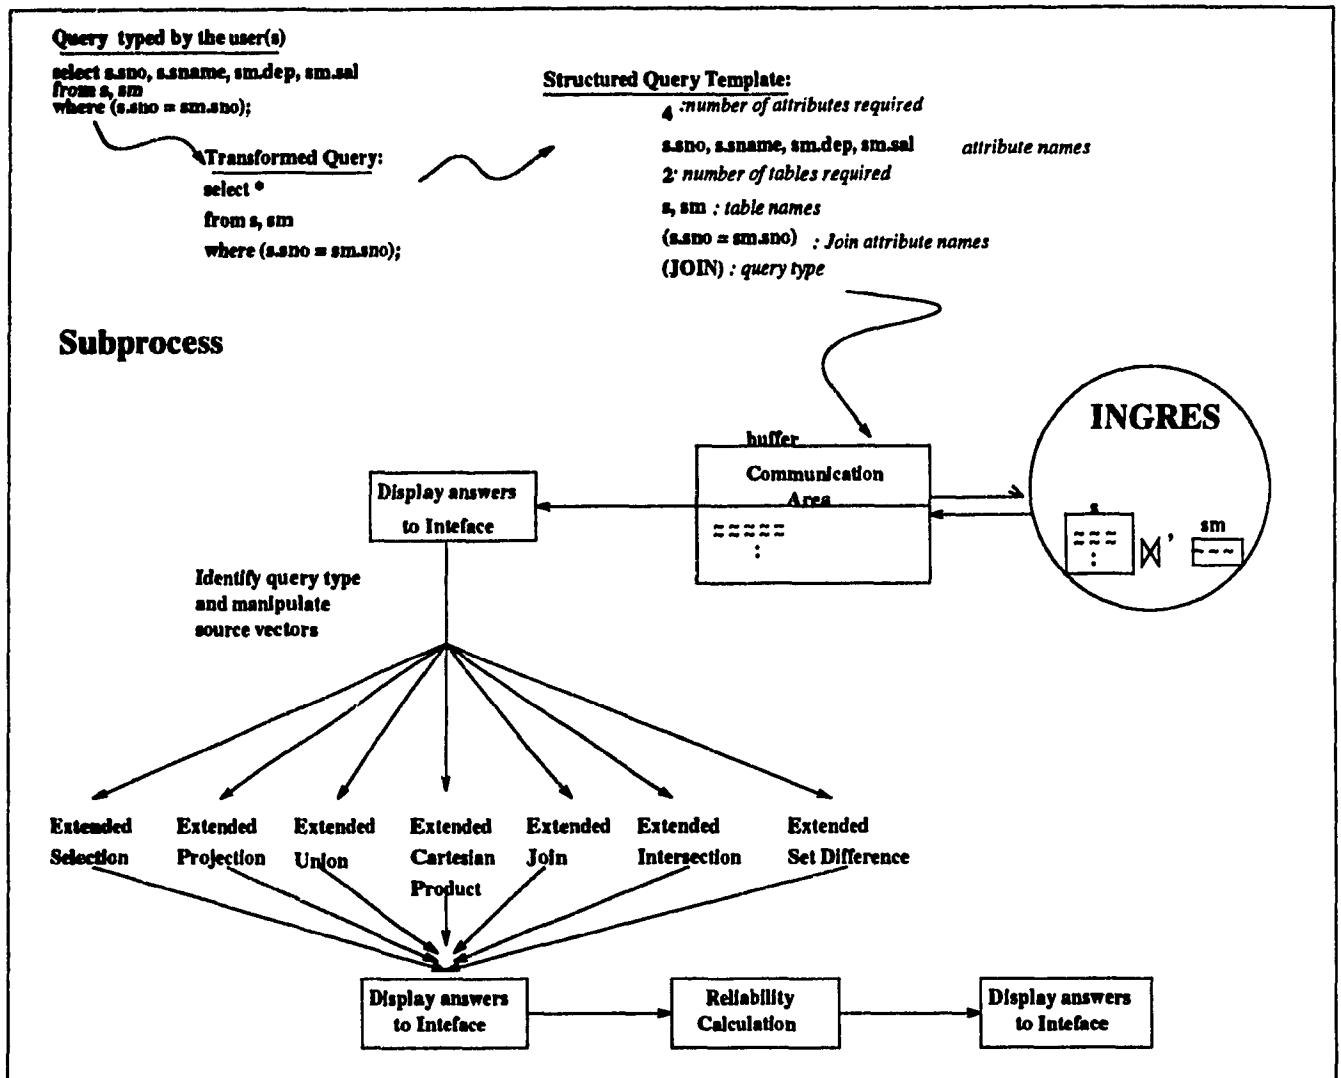 Query typed by the user(s)
select s.sno, s.sname, sm.dep, sm.sal
from s, sm
where (s.sno = sm.sno);
Transformed Query:
select *
from s, sm
where (s.sno = sm.sno);
Structured Query Template:
4 :number of attributes required
s.sno, s.sname, sm.dep, sm.sal attribute names
2: number of tables required
s, sm : table names
(s.sno = sm.sno) : Join attribute names
(JOIN) : query type
Subprocess
INGRES
s
sm
buffer
Communication
Area
Display answers
to Inteface
Identify query type
and manipulate
source vectors
Extended
Selection
Extended
Projection
Extended
Union
Extended
Cartesian
Product
Extended
Join
Extended
Intersection
Extended
Set Difference
Display answers
to Inteface
Reliability
Calculation
Display answers
to Inteface